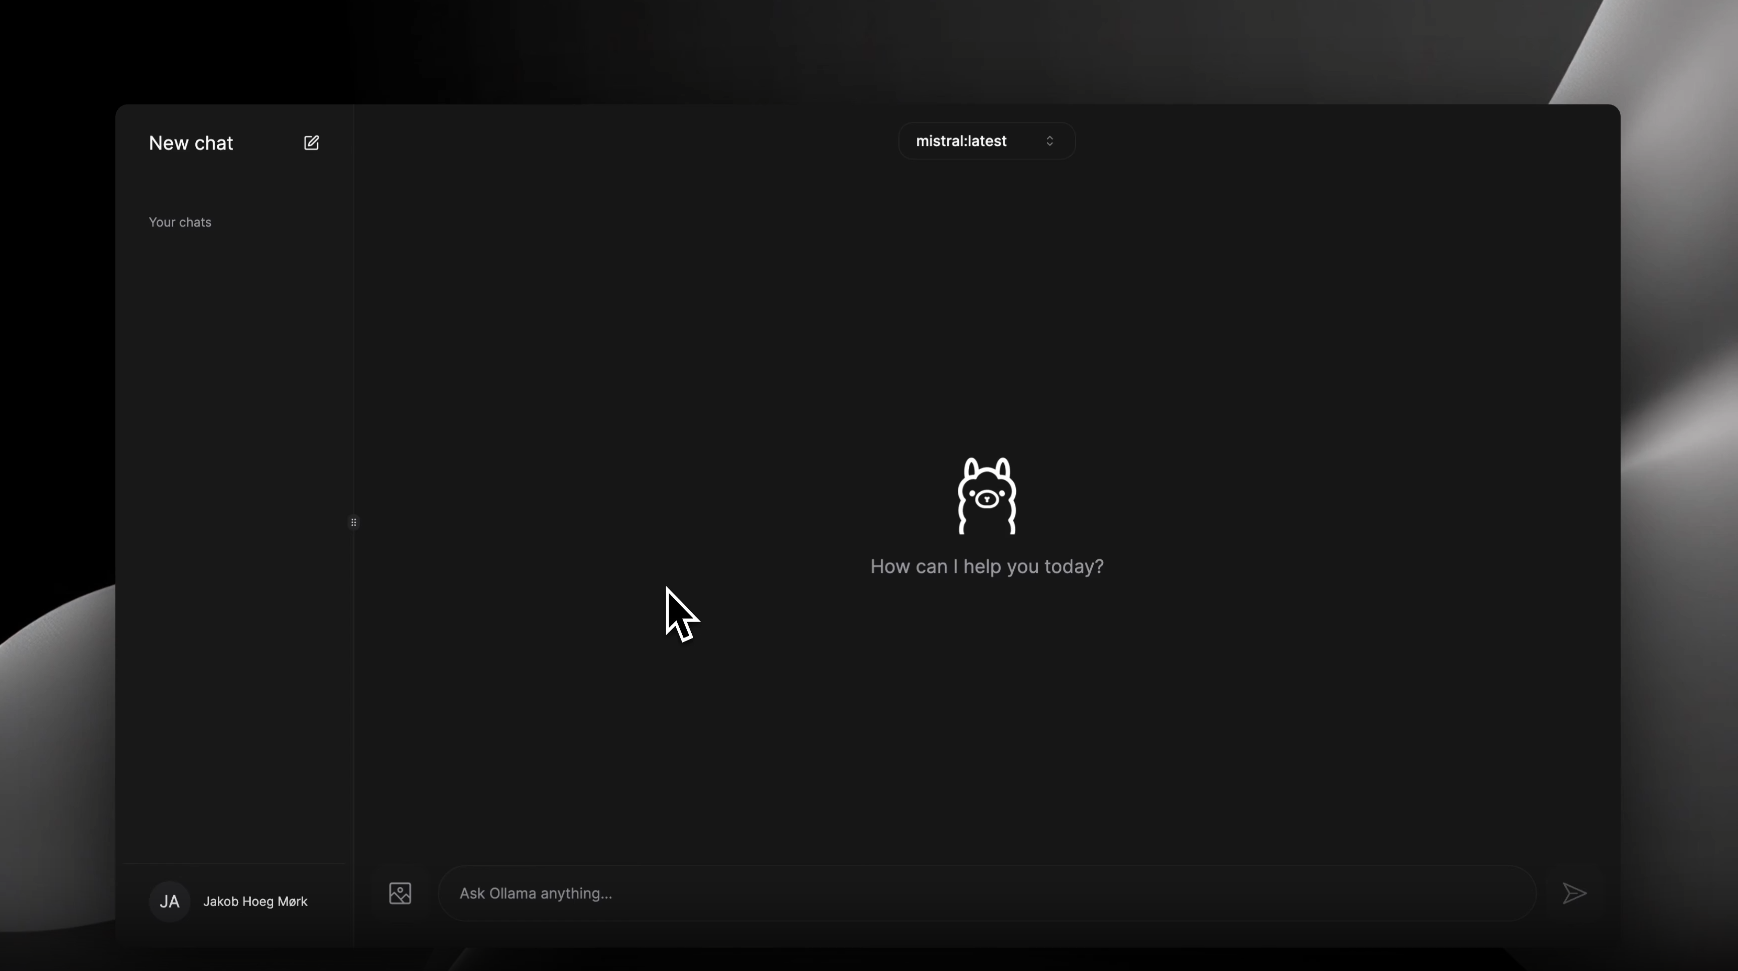 New chat
mistral:latest
Your chats
How can I help you today?
Ask Ollama anything...
JA
Jakob Hoeg Mørk